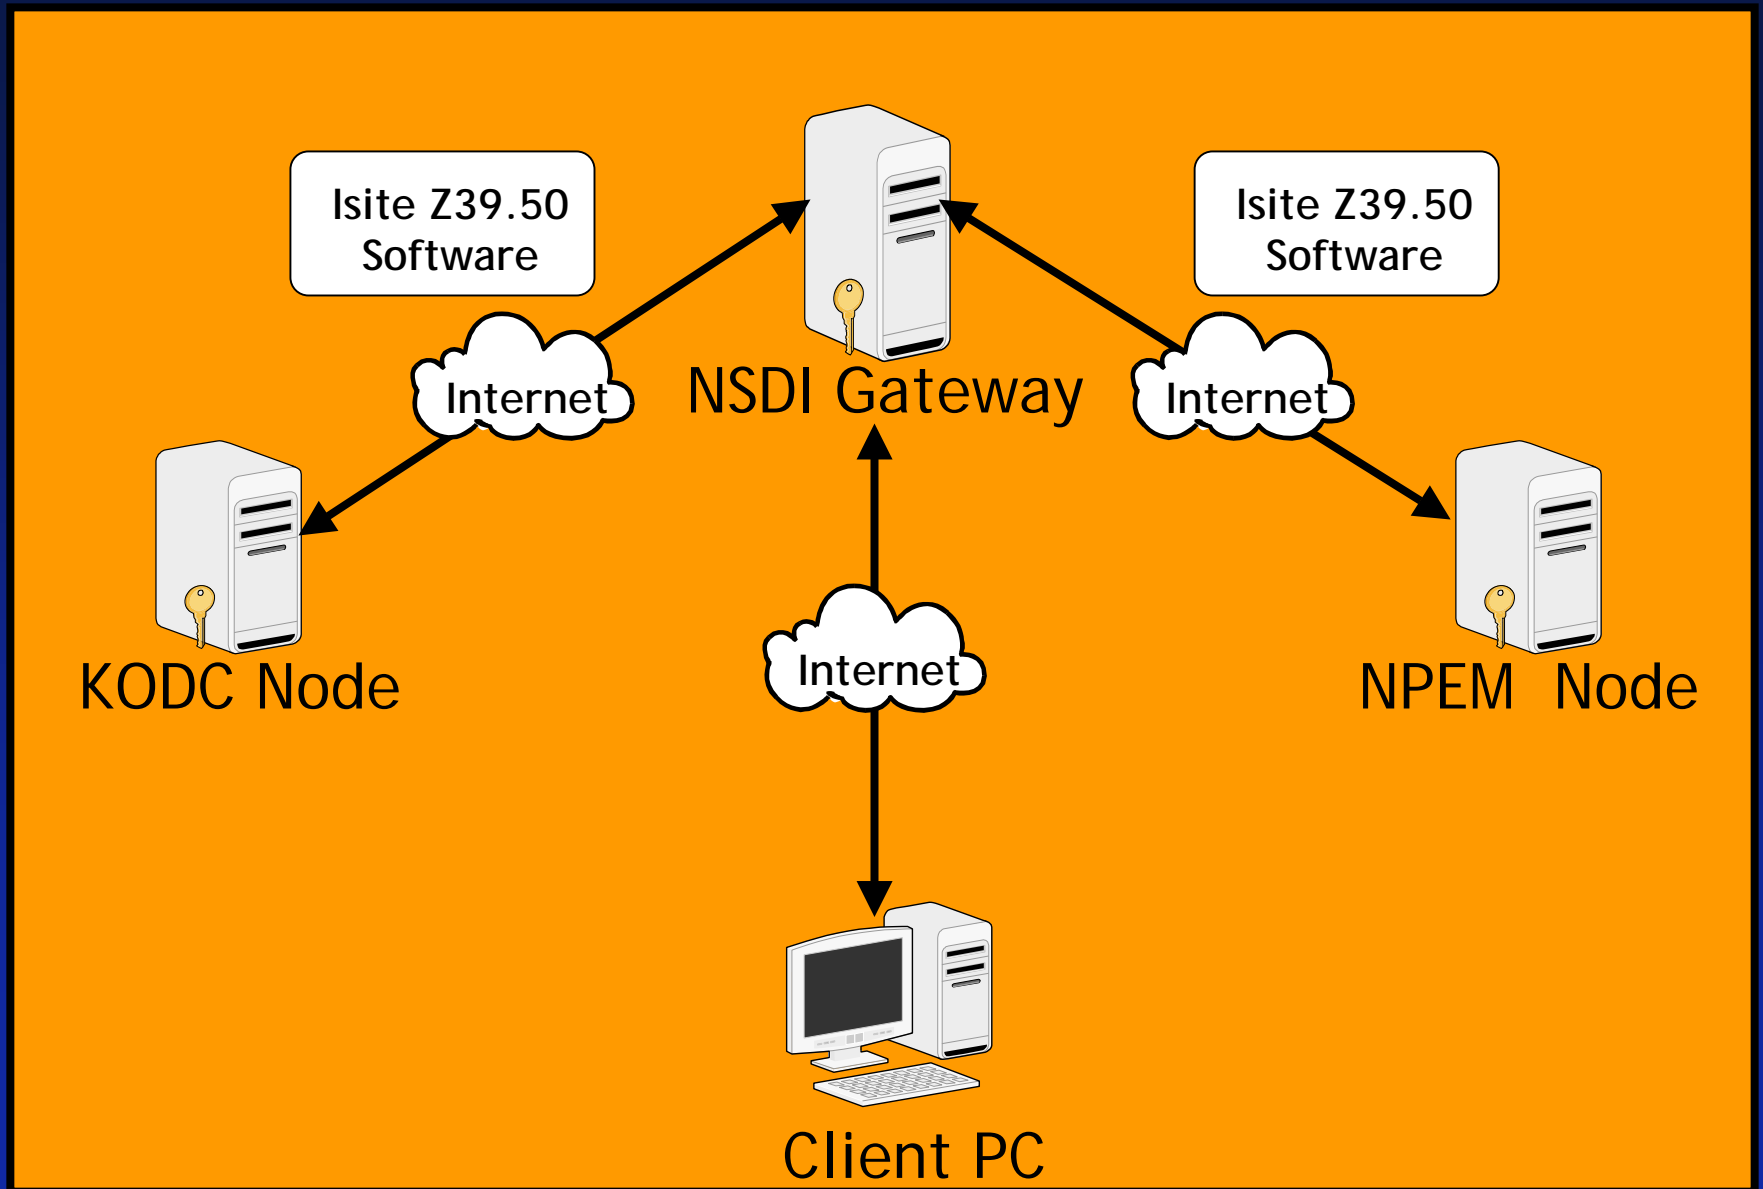 Isite Z39.50
Software
Isite Z39.50
Software
Internet
NSDI Gateway
Internet
KODC Node
Internet
NPEM Node
Client PC